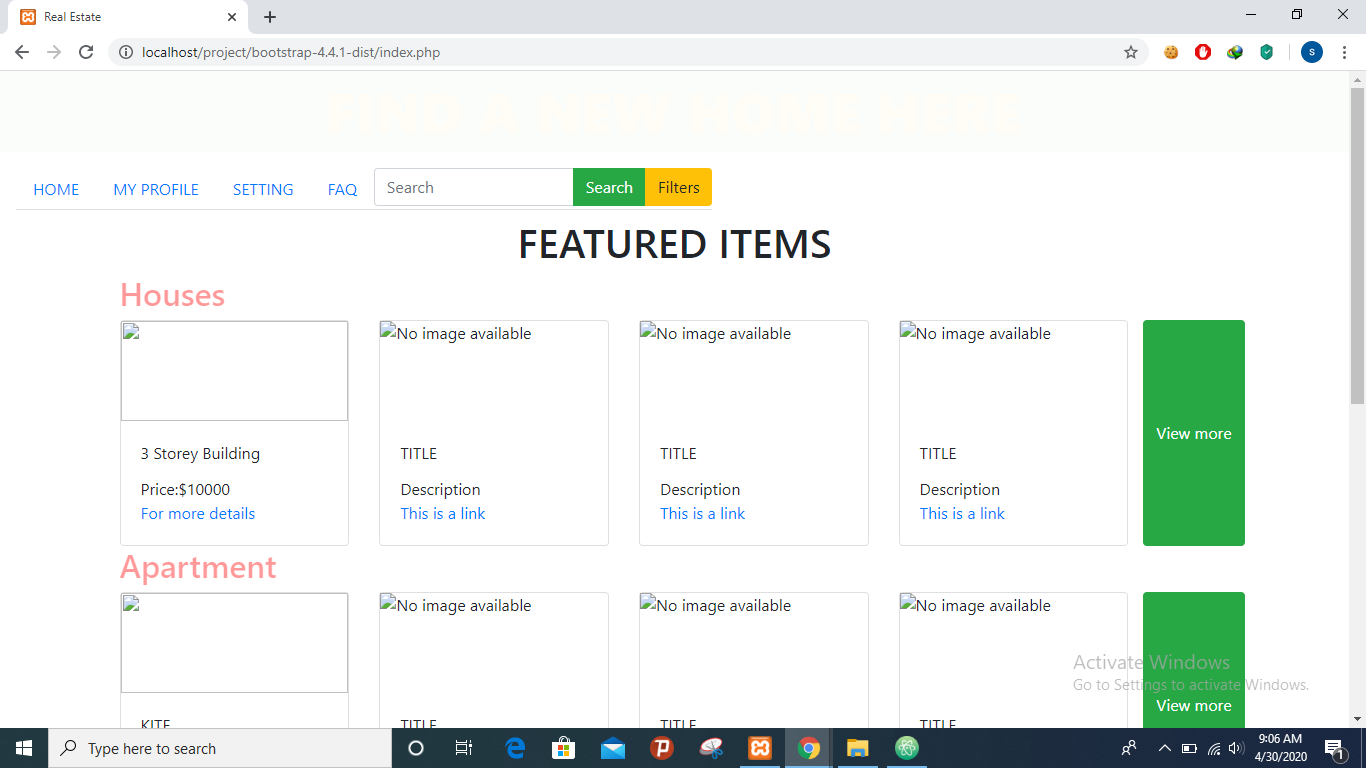 Real Estate
localhost/project/bootstrap-4.4.1-dist/index.php
S
FIND A NEW HOME HERE
HOME MY PROFILE SETTING FAQ Search Search Filters
FEATURED ITEMS
Houses
No image available No image available No image available
3 Storey Building TITLE TITLE TITLE
View more
Price:$10000 Description Description Description
For more details This is a link This is a link This is a link
Apartment
No image available No image available No image available
Activate Windows
Go to Settings to activate Windows.
View more
KITE TITLE TITLE TITLE
Type here to search
9:06 AM
4/30/2020
1